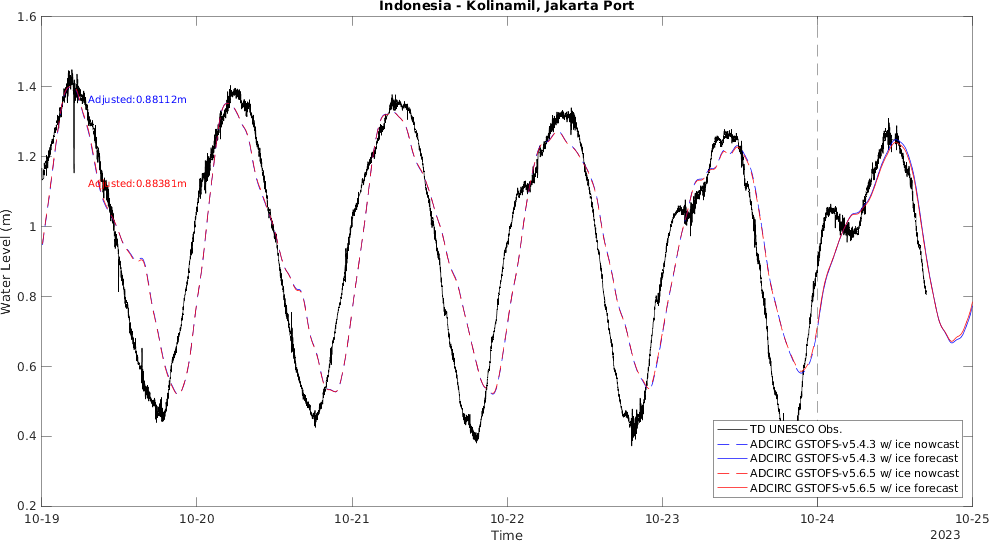 Indonesia - Kolinamil, Jakarta Port
1.6
1.4
1.2
1
0.8
0.6
0.4
0.2
Water Level (m)
Adjusted:0.88112m
Adjusted:0.88381m
TD UNESCO Obs.
ADCIRC GSTOFS-v5.4.3 w/ ice nowcast
ADCIRC GSTOFS-v5.4.3 w/ ice forecast
ADCIRC GSTOFS-v5.6.5 w/ ice nowcast
ADCIRC GSTOFS-v5.6.5 w/ ice forecast
10-19 10-20 10-21 10-22 10-23 10-24 10-25
Time
2023